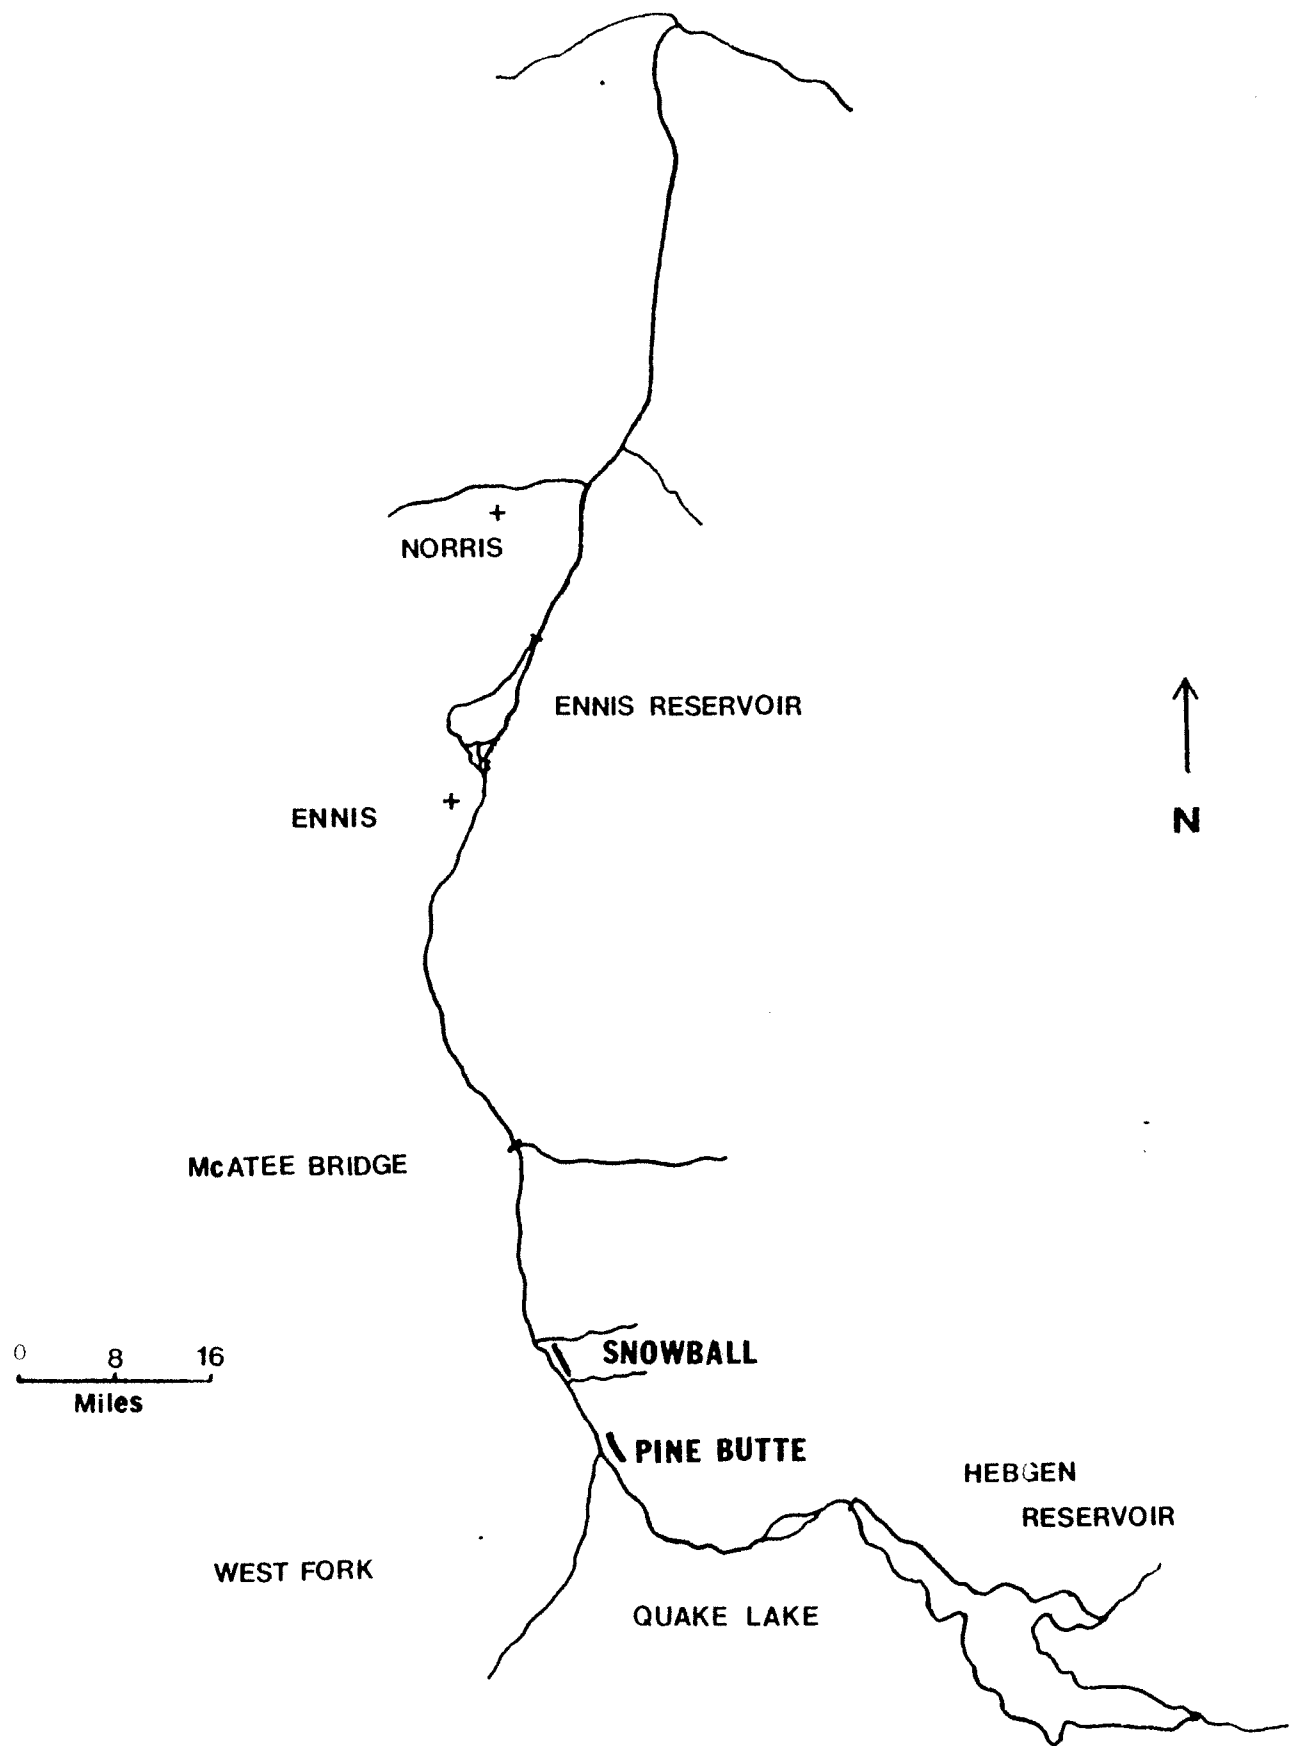 NORRIS
ENNIS RESERVOIR
N
ENNIS
McATEE BRIDGE
SNOWBALL
0 8 16
Miles
PINE BUTTE
HEBGEN
RESERVOIR
WEST FORK
QUAKE LAKE